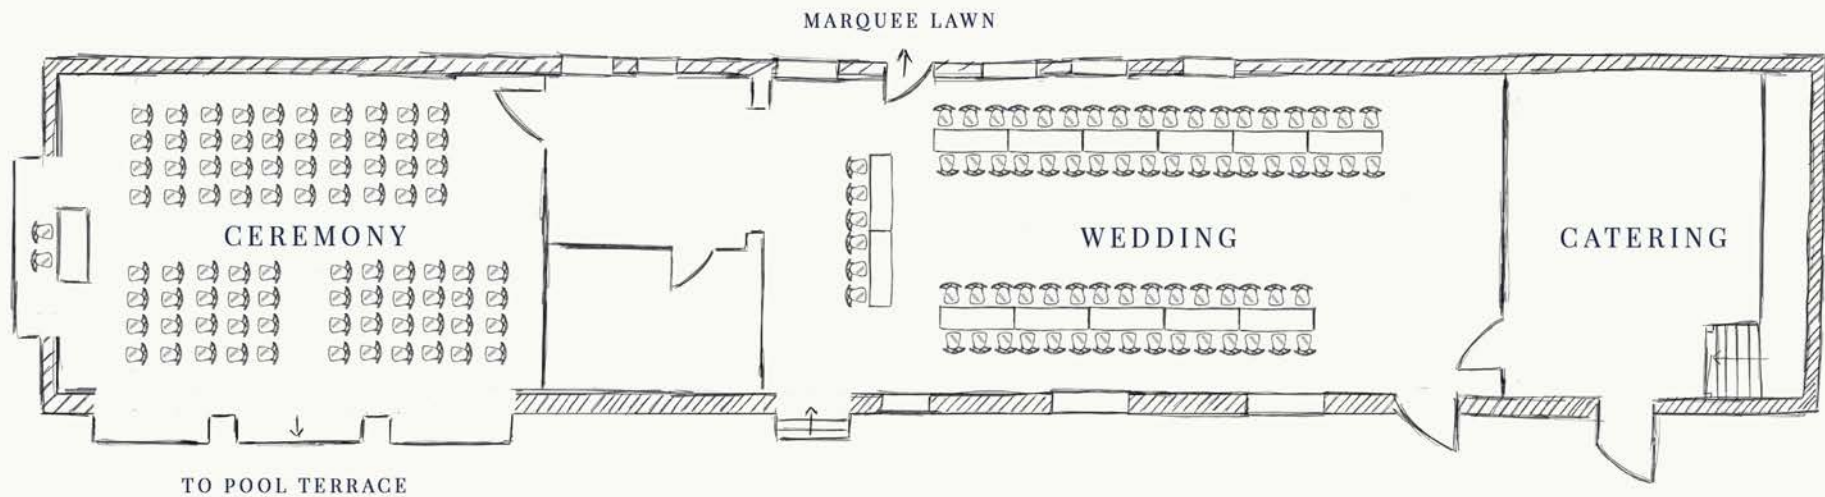 MARQUEE LAWN
CEREMONY
WEDDING
CATERING
TO POOL TERRACE